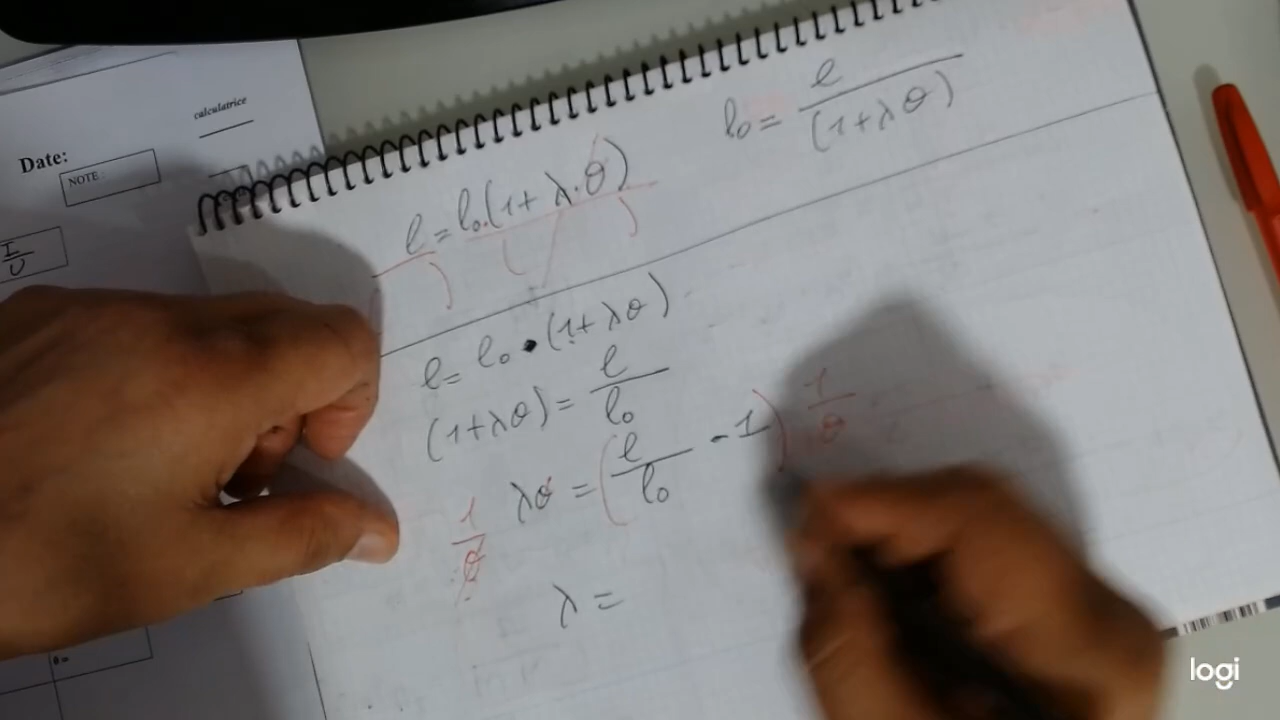 calculatrice
Date:
NOTE:
I
U
l = l₀.(1 + λ.θ)
l₀ = l / (1 + λθ)
l = l₀ • (1 + λθ)
(1 + λθ) = l / l₀
1/θ λθ = (l / l₀ - 1) 1/θ
λ =
θ=
logi